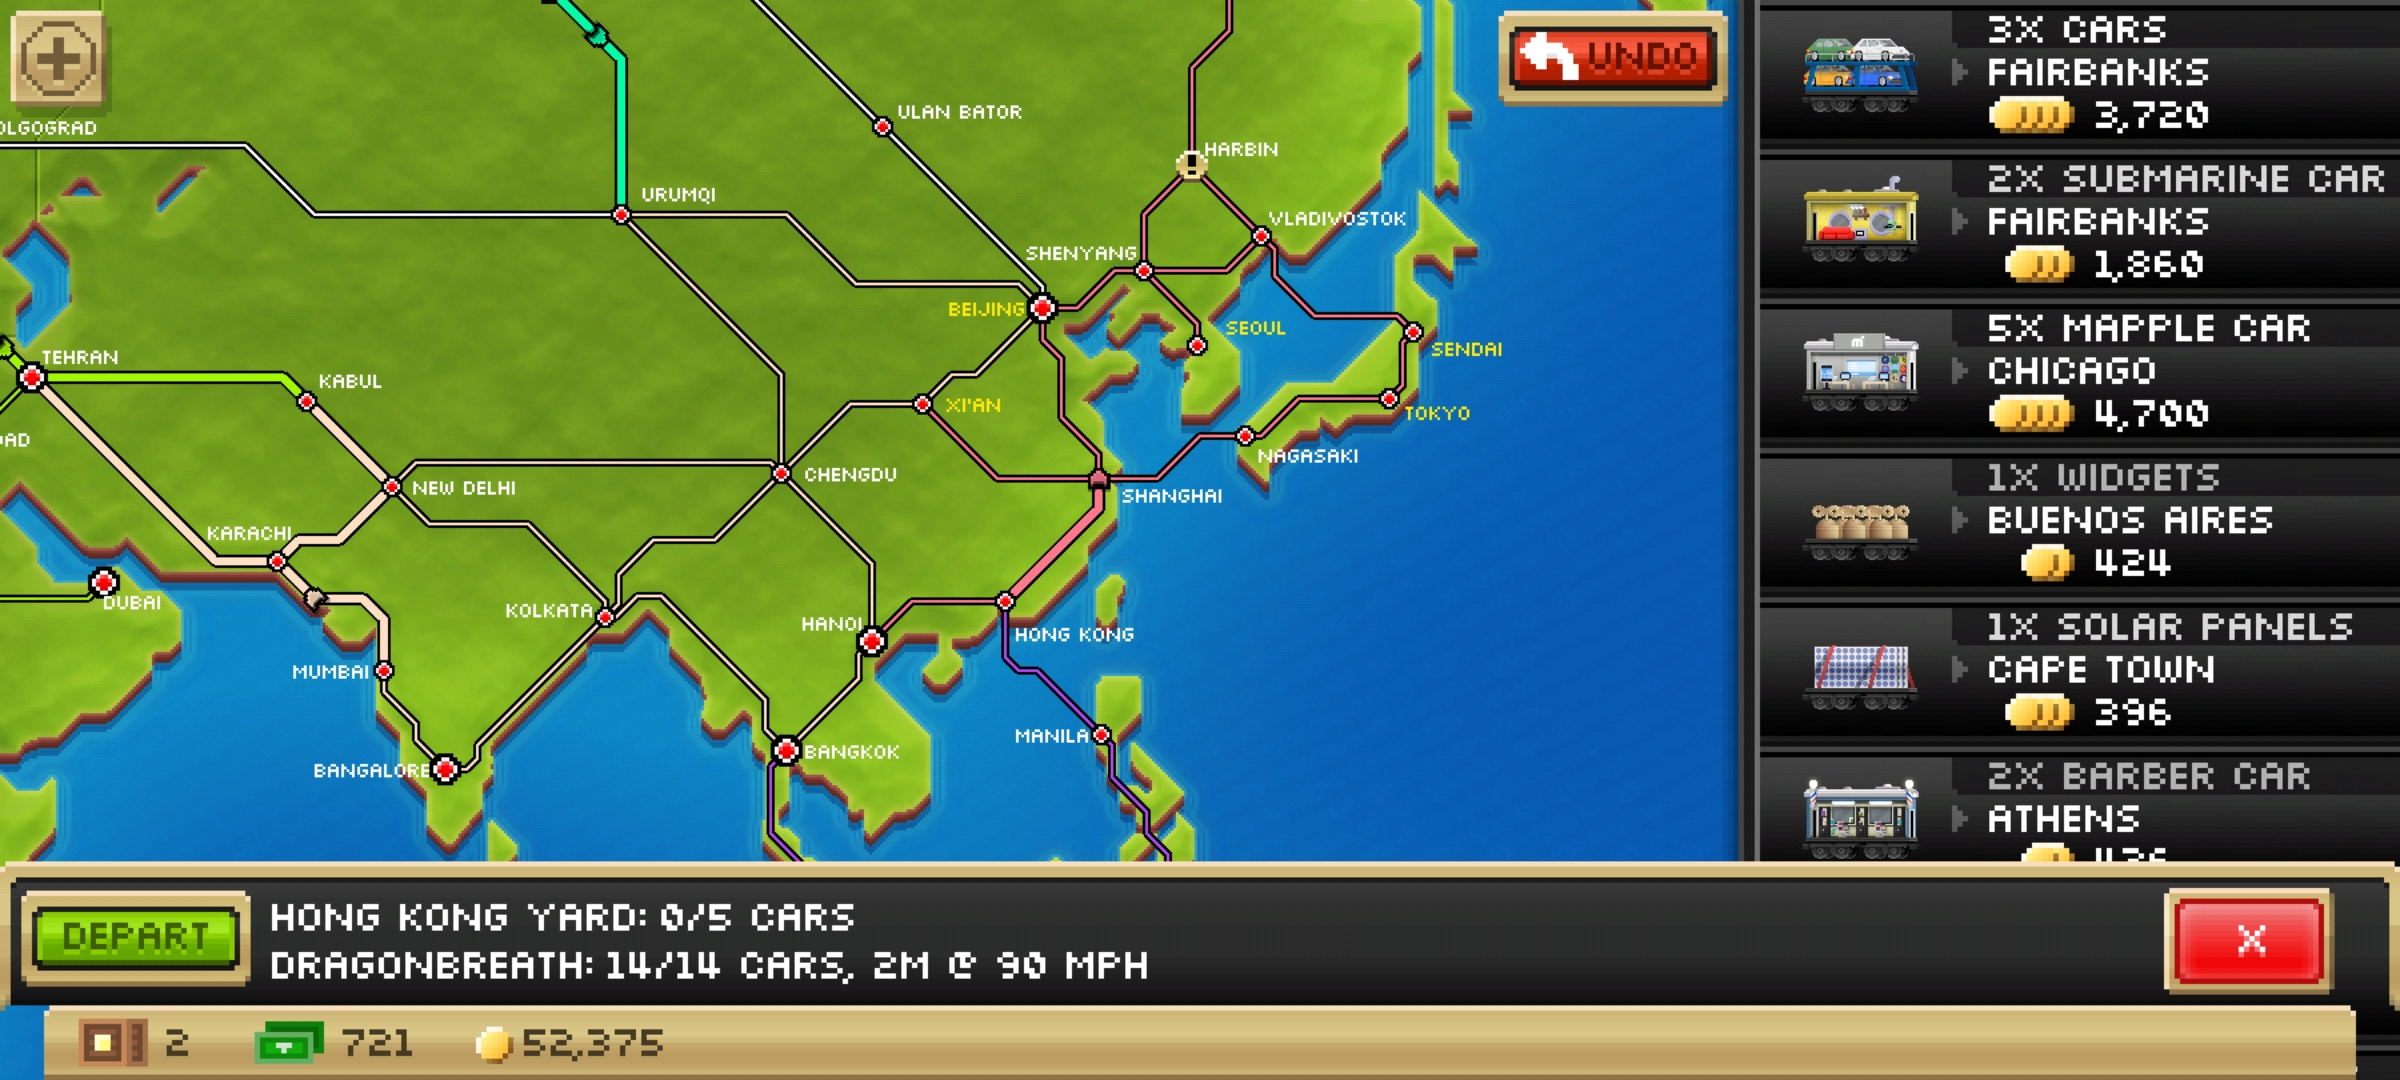 OLGOGRAD
ULAN BATOR
HARBIN
URUMQI
VLADIVOSTOK
SHENYANG
BEIJING
SEOUL
SENDAI
TEHRAN
KABUL
XI'AN
TOKYO
AD
NAGASAKI
NEW DELHI
CHENGDU
SHANGHAI
KARACHI
DUBAI
KOLKATA
HANOI
HONG KONG
MUMBAI
MANILA
BANGALORE
BANGKOK
UNDO
3X CARS
FAIRBANKS
3,720
2X SUBMARINE CAR
FAIRBANKS
1,860
5X MAPPLE CAR
CHICAGO
4,700
1X WIDGETS
BUENOS AIRES
424
1X SOLAR PANELS
CAPE TOWN
396
2X BARBER CAR
ATHENS
DEPART
HONG KONG YARD: 0/5 CARS
DRAGONBREATH: 14/14 CARS, 2M @ 90 MPH
X
2
721
52,375